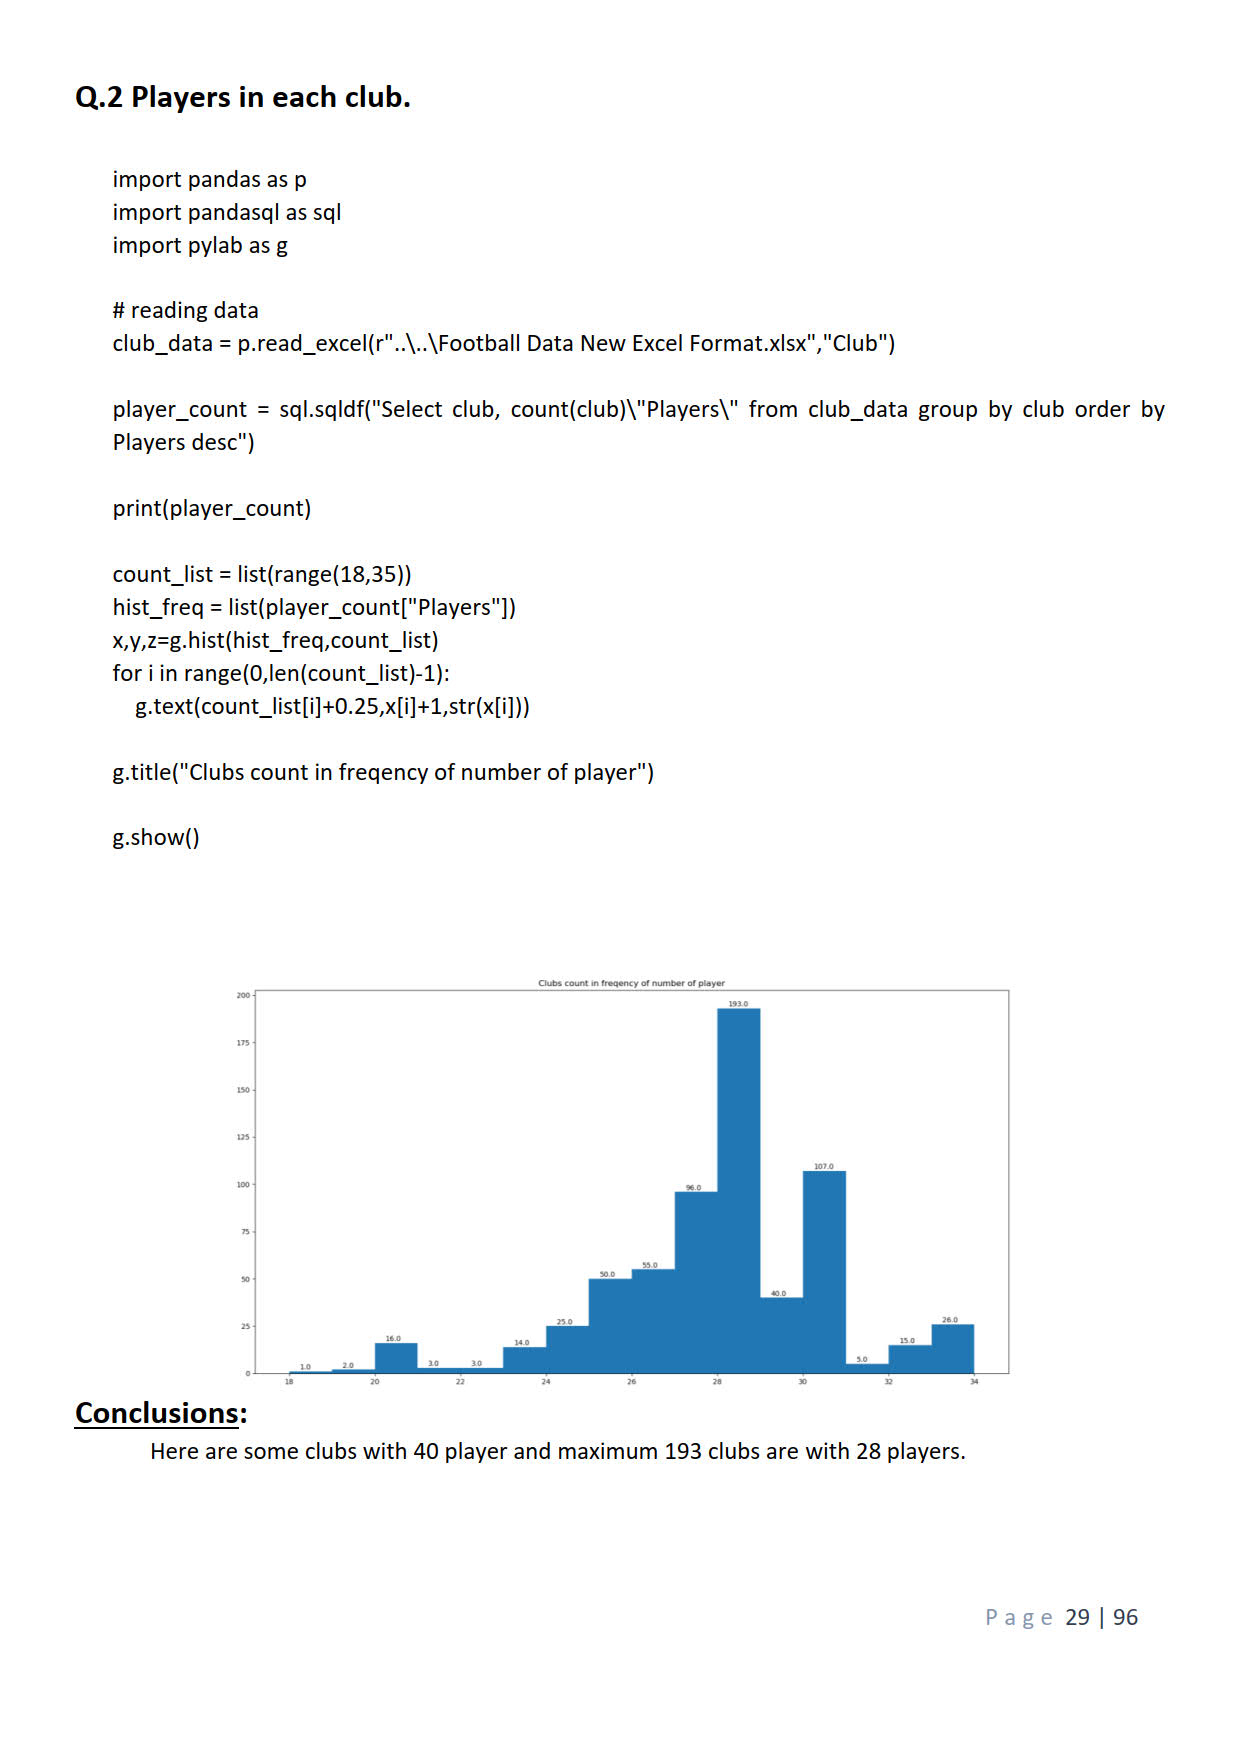 Q.2 Players in each club.
import pandas as p
import pandasql as sql
import pylab as g
# reading data
club_data = p.read_excel(r"..\..\Football Data New Excel Format.xlsx","Club")
player_count = sql.sqldf("Select club, count(club)\"Players\" from club_data group by club order by
Players desc")
print(player_count)
count_list = list(range(18,35))
hist_freq = list(player_count["Players"])
x,y,z=g.hist(hist_freq,count_list)
for i in range(0,len(count_list)-1):
g.text(count_list[i]+0.25,x[i]+1,str(x[i]))
g.title("Clubs count in freqency of number of player")
g.show()
Clubs count in freqency of number of player
200
193.0
175
150
125
107.0
100
96.0
75
55.0
50.0
50
40.0
25.0
26.0
25
16.0
14.0
15.0
1.0
2.0
3.0
3.0
5.0
0
18 20 22 24 26 28 30 32 34
Conclusions:
Here are some clubs with 40 player and maximum 193 clubs are with 28 players.
Page 29 | 96